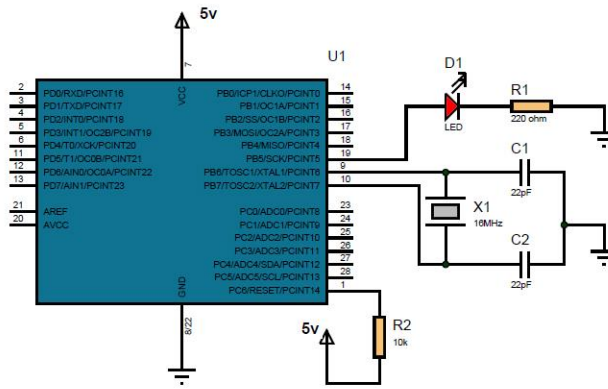 5v
U1
7
VCC
2 PD0/RXD/PCINT16
3 PD1/TXD/PCINT17
4 PD2/INT0/PCINT18
5 PD3/INT1/OC2B/PCINT19
6 PD4/T0/XCK/PCINT20
11 PD5/T1/OC0B/PCINT21
12 PD6/AIN0/OC0A/PCINT22
13 PD7/AIN1/PCINT23
21 AREF
20 AVCC
PB0/ICP1/CLKO/PCINT0 14
PB1/OC1A/PCINT1 15
PB2/SS/OC1B/PCINT2 16
PB3/MOSI/OC2A/PCINT3 17
PB4/MISO/PCINT4 18
PB5/SCK/PCINT5 19
PB6/TOSC1/XTAL1/PCINT6 9
PB7/TOSC2/XTAL2/PCINT7 10
PC0/ADC0/PCINT8 23
PC1/ADC1/PCINT9 24
PC2/ADC2/PCINT10 25
PC3/ADC3/PCINT11 26
PC4/ADC4/SDA/PCINT12 27
PC5/ADC5/SCL/PCINT13 28
PC6/RESET/PCINT14 1
GND
8/22
D1
LED
R1
220 ohm
C1
22pF
X1
16MHz
C2
22pF
5v
R2
10k